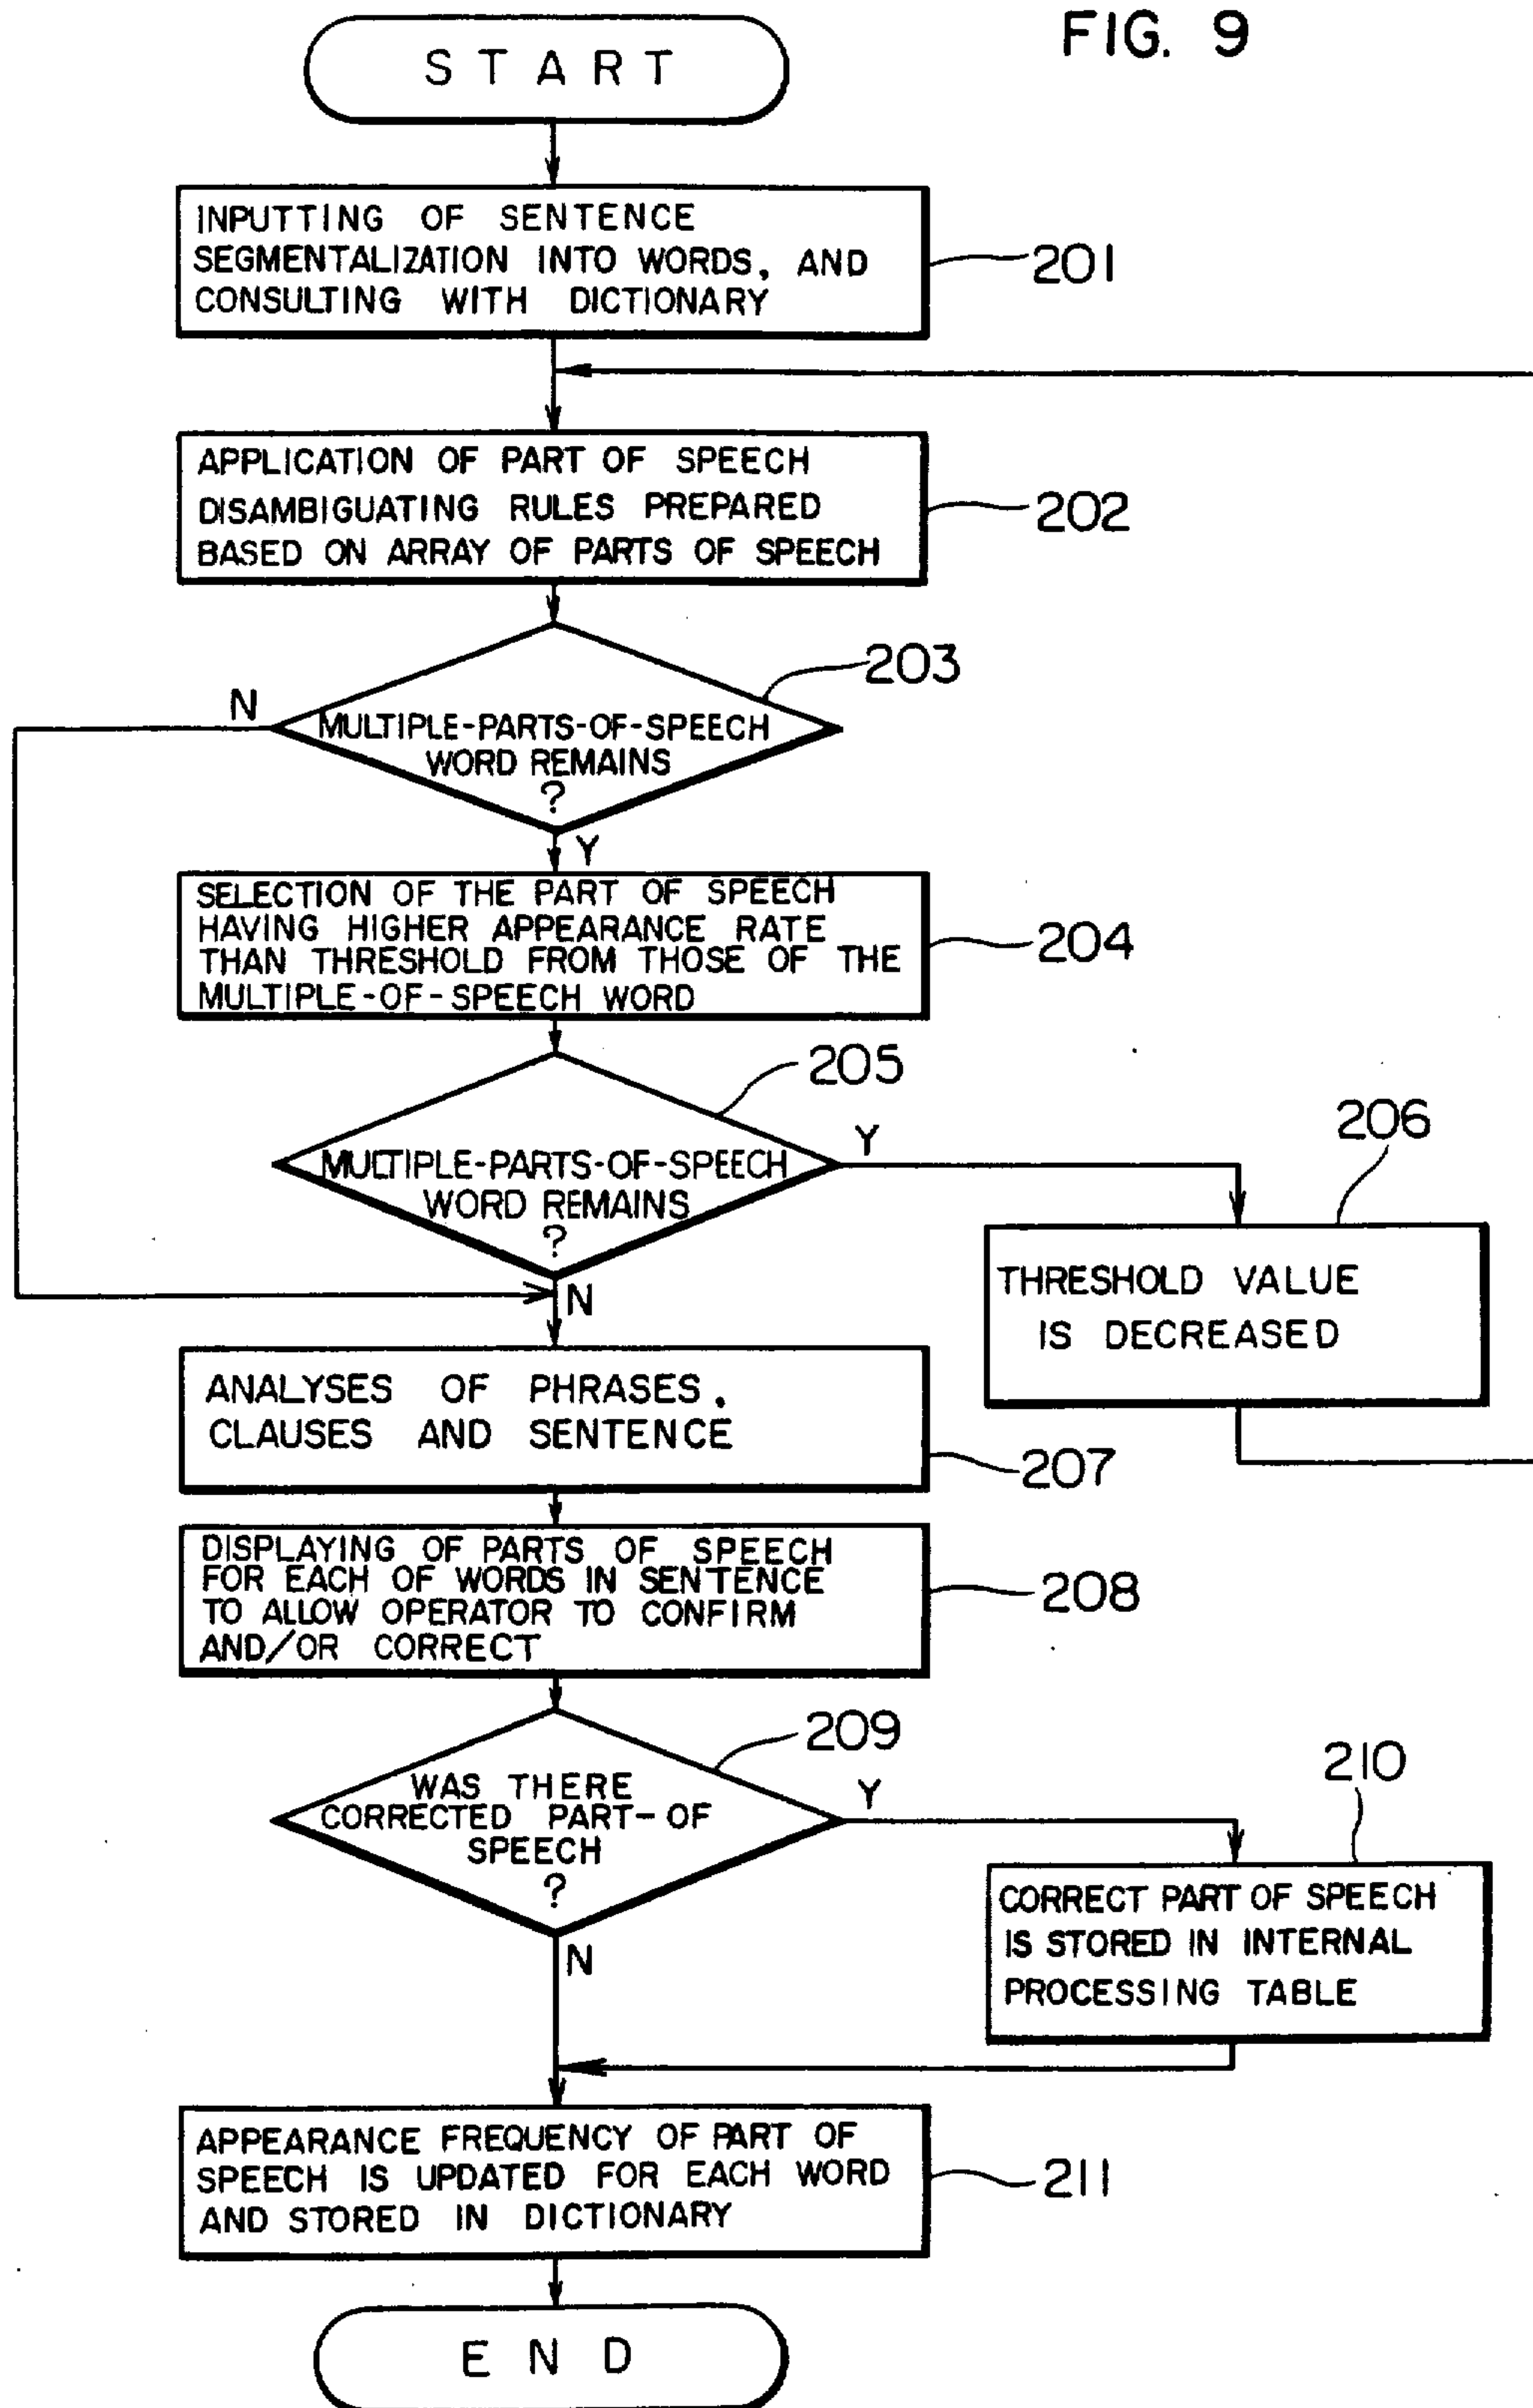 FIG. 9
START
INPUTTING OF SENTENCE
SEGMENTALIZATION INTO WORDS, AND
CONSULTING WITH DICTIONARY
201
APPLICATION OF PART OF SPEECH
DISAMBIGUATING RULES PREPARED
BASED ON ARRAY OF PARTS OF SPEECH
202
203
N
MULTIPLE-PARTS-OF-SPEECH
WORD REMAINS
?
Y
SELECTION OF THE PART OF SPEECH
HAVING HIGHER APPEARANCE RATE
THAN THRESHOLD FROM THOSE OF THE
MULTIPLE-OF-SPEECH WORD
204
205
Y
MULTIPLE-PARTS-OF-SPEECH
WORD REMAINS
?
N
206
THRESHOLD VALUE
IS DECREASED
ANALYSES OF PHRASES,
CLAUSES AND SENTENCE
207
DISPLAYING OF PARTS OF SPEECH
FOR EACH OF WORDS IN SENTENCE
TO ALLOW OPERATOR TO CONFIRM
AND/OR CORRECT
208
209
WAS THERE
CORRECTED PART-OF
SPEECH
?
Y
N
210
CORRECT PART OF SPEECH
IS STORED IN INTERNAL
PROCESSING TABLE
APPEARANCE FREQUENCY OF PART OF
SPEECH IS UPDATED FOR EACH WORD
AND STORED IN DICTIONARY
211
END